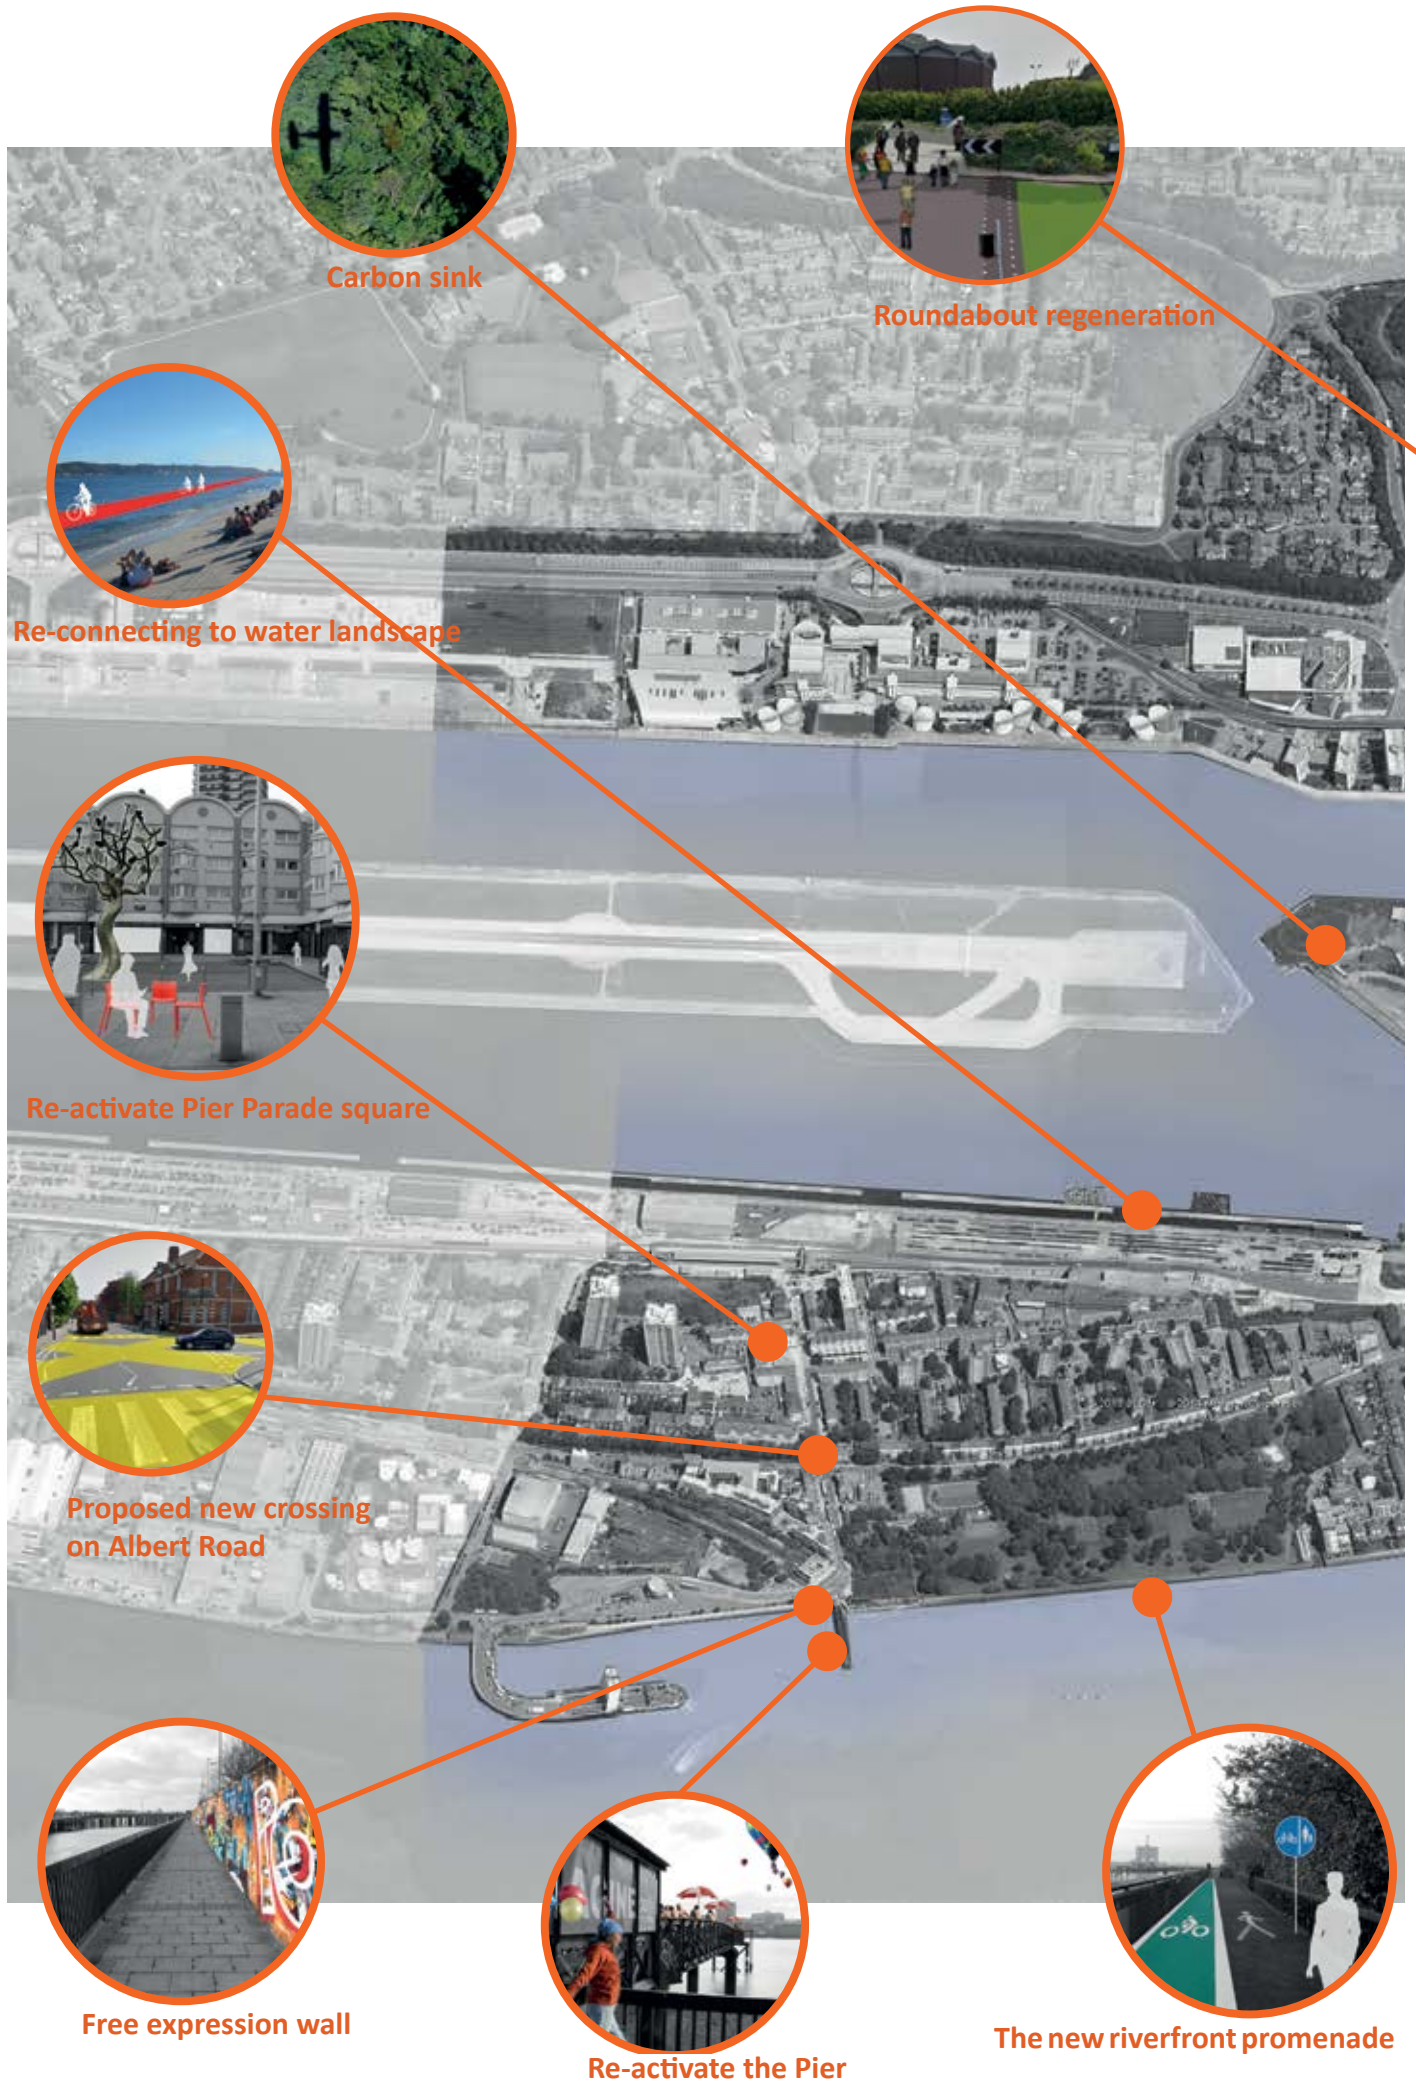 Carbon sink
Roundabout regeneration
Re-connecting to water landscape
Re-activate Pier Parade square
Proposed new crossing
on Albert Road
Free expression wall
Re-activate the Pier
The new riverfront promenade